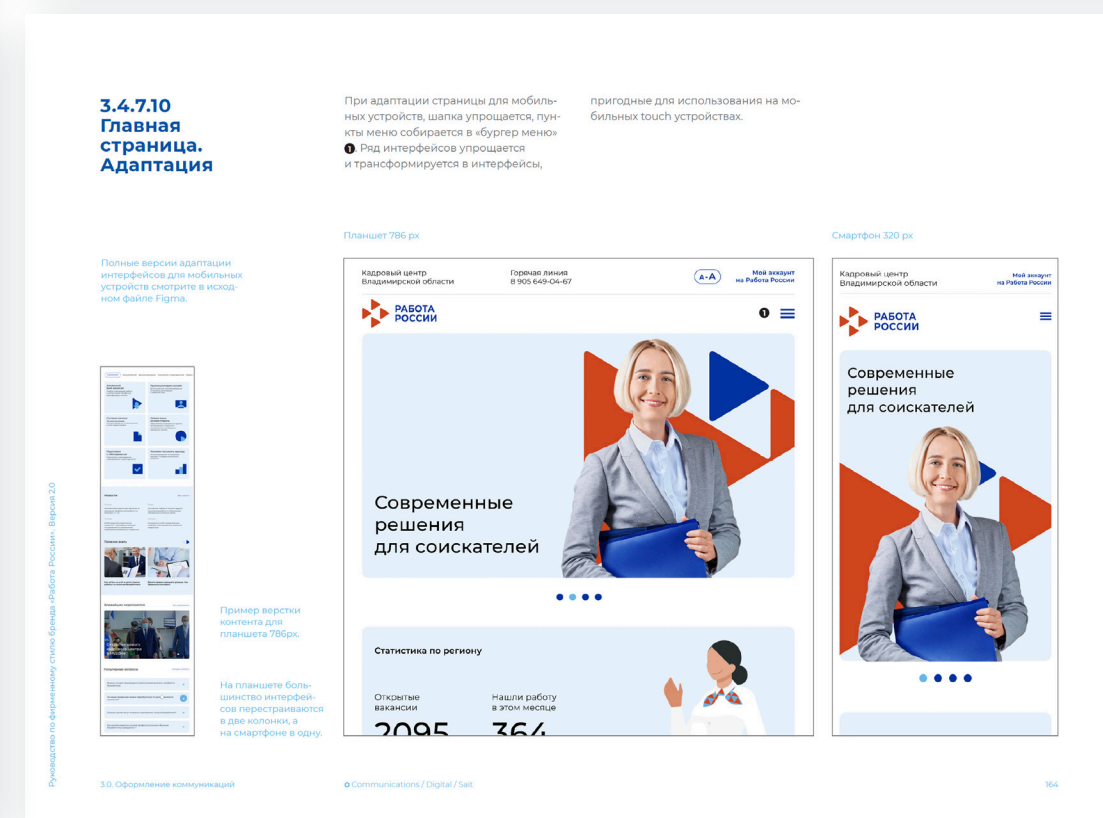 3.4.7.10
Главная
страница.
Адаптация
При адаптации страницы для мобиль-
ных устройств, шапка упрощается, пун-
кты меню собирается в «бургер меню»
1. Ряд интерфейсов упрощается
и трансформируется в интерфейсы,
пригодные для использования на мо-
бильных touch устройствах.
Полные версии адаптации
интерфейсов для мобильных
устройств смотрите в исход-
ном файле Figma.
Пример верстки
контента для
планшета 786px.
На планшете боль-
шинство интерфей-
сов перестраиваются
в две колонки, а
на смартфоне в одну.
Планшет 786 px
Кадровый центр
Владимирской области
Горячая линия
8 905 649-04-67
A-A
Мой аккаунт
на Работа России
РАБОТА
РОССИИ
1
Современные
решения
для соискателей
Статистика по региону
Открытые
вакансии
2095
Нашли работу
в этом месяце
364
Смартфон 320 px
Кадровый центр
Владимирской области
Мой аккаунт
на Работа России
РАБОТА
РОССИИ
Современные
решения
для соискателей
Руководство по фирменному стилю бренда «Работа России». Версия 2.0
3.0. Оформление коммуникаций
Communications / Digital / Sait
164